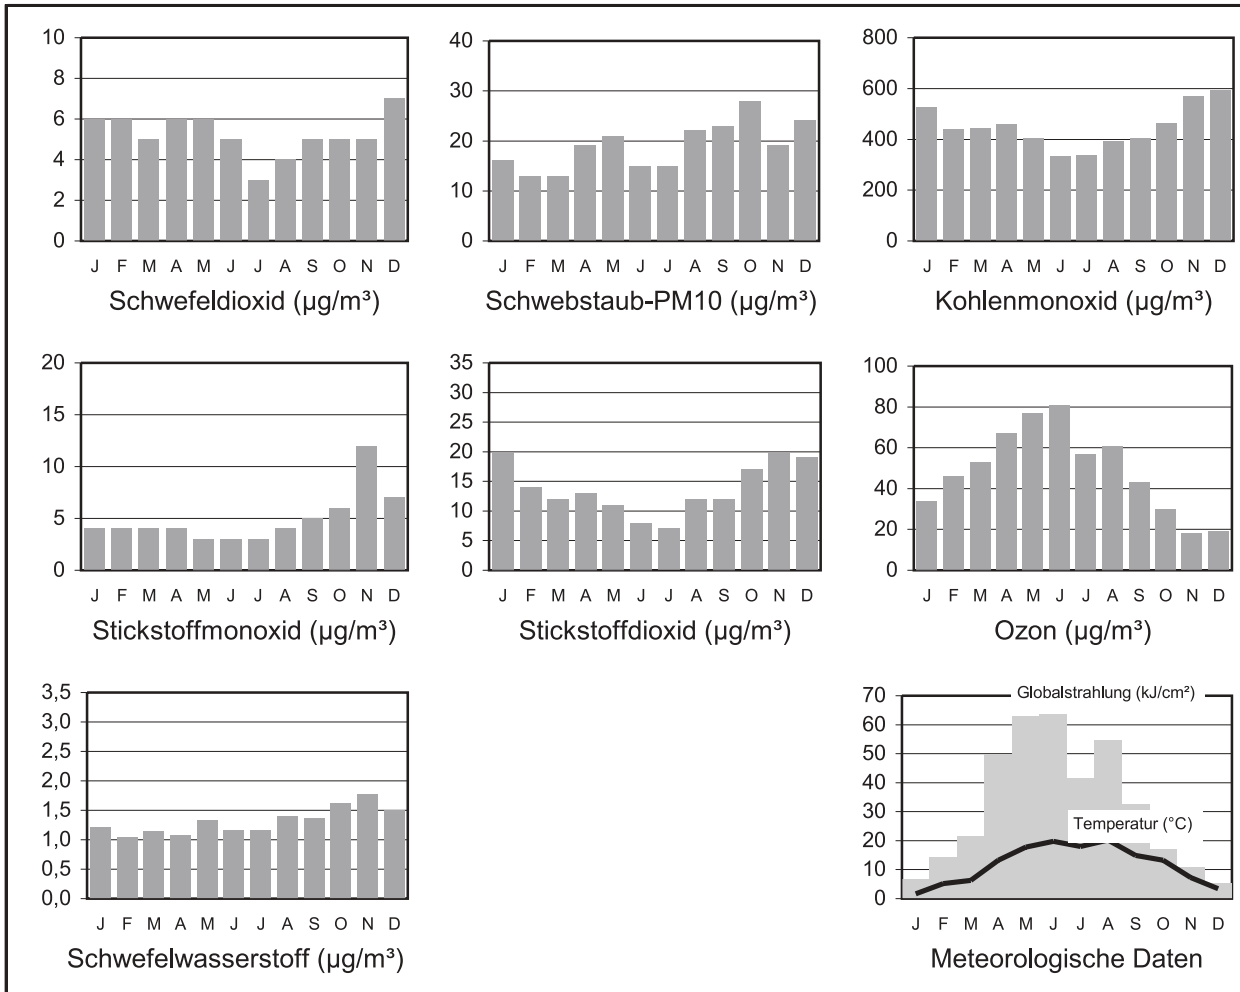 10
8
6
4
2
0
J F M A M J J A S O N D
Schwefeldioxid (µg/m³)
40
30
20
10
0
J F M A M J J A S O N D
Schwebstaub-PM10 (µg/m³)
800
600
400
200
0
J F M A M J J A S O N D
Kohlenmonoxid (µg/m³)
20
15
10
5
0
J F M A M J J A S O N D
Stickstoffmonoxid (µg/m³)
35
30
25
20
15
10
5
0
J F M A M J J A S O N D
Stickstoffdioxid (µg/m³)
100
80
60
40
20
0
J F M A M J J A S O N D
Ozon (µg/m³)
3,5
3,0
2,5
2,0
1,5
1,0
0,5
0,0
J F M A M J J A S O N D
Schwefelwasserstoff (µg/m³)
70
60
50
40
30
20
10
0
Globalstrahlung (kJ/cm²)
Temperatur (°C)
J F M A M J J A S O N D
Meteorologische Daten